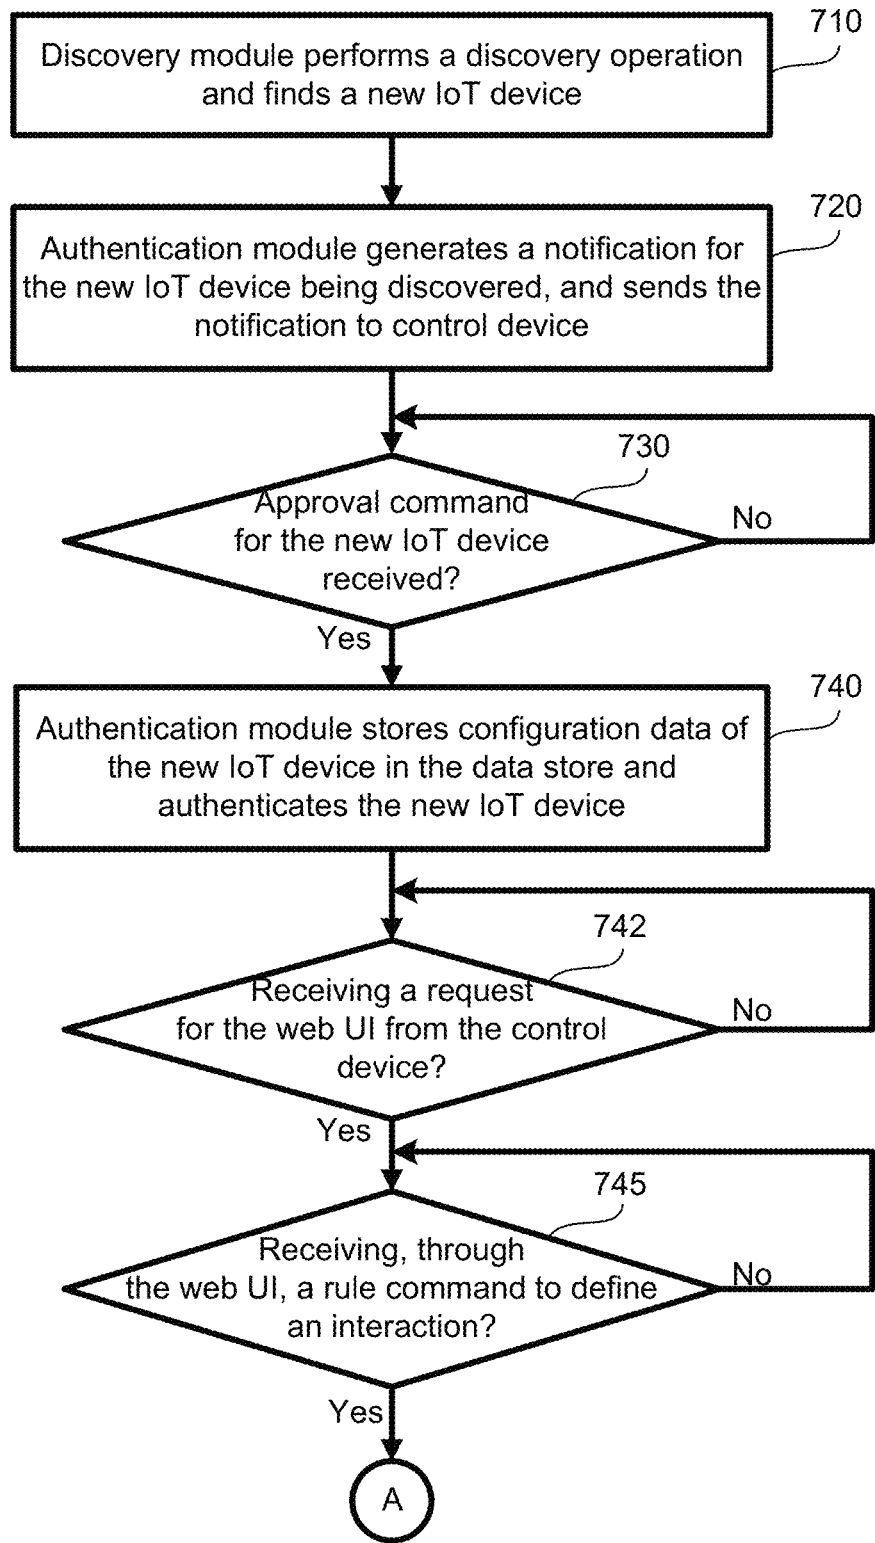 710
Discovery module performs a discovery operation
and finds a new IoT device
720
Authentication module generates a notification for
the new IoT device being discovered, and sends the
notification to control device
730
Approval command
for the new IoT device
received?
No
Yes
740
Authentication module stores configuration data of
the new IoT device in the data store and
authenticates the new IoT device
742
Receiving a request
for the web UI from the control
device?
No
Yes
745
Receiving, through
the web UI, a rule command to define
an interaction?
No
Yes
A